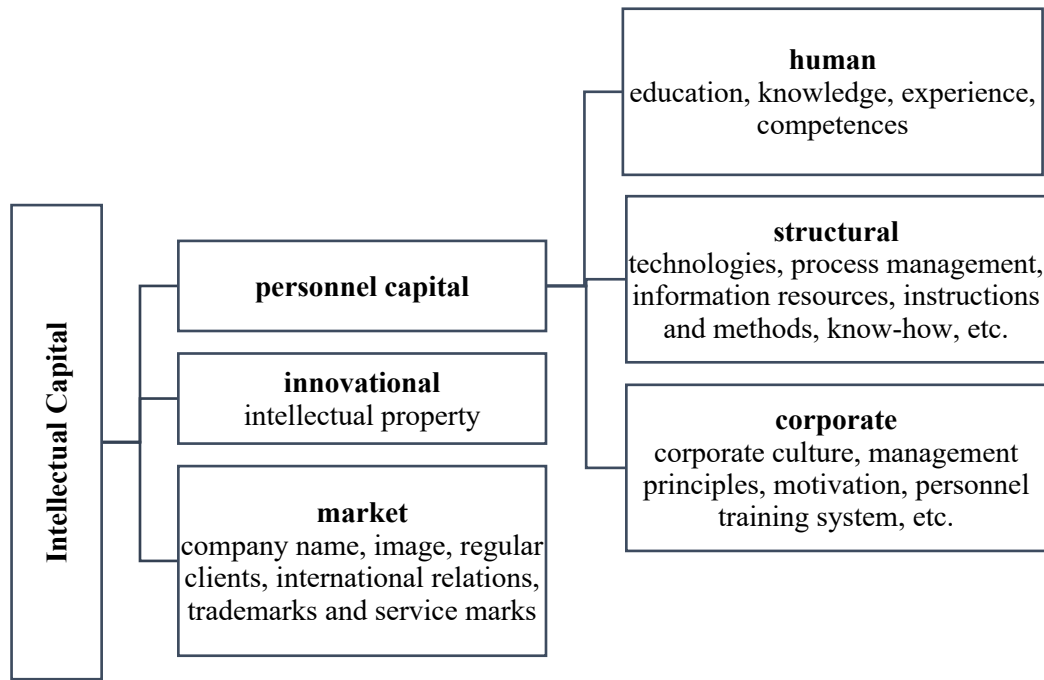 Intellectual Capital
personnel capital
innovational
intellectual property
market
company name, image, regular
clients, international relations,
trademarks and service marks
human
education, knowledge, experience,
competences
structural
technologies, process management,
information resources, instructions
and methods, know-how, etc.
corporate
corporate culture, management
principles, motivation, personnel
training system, etc.